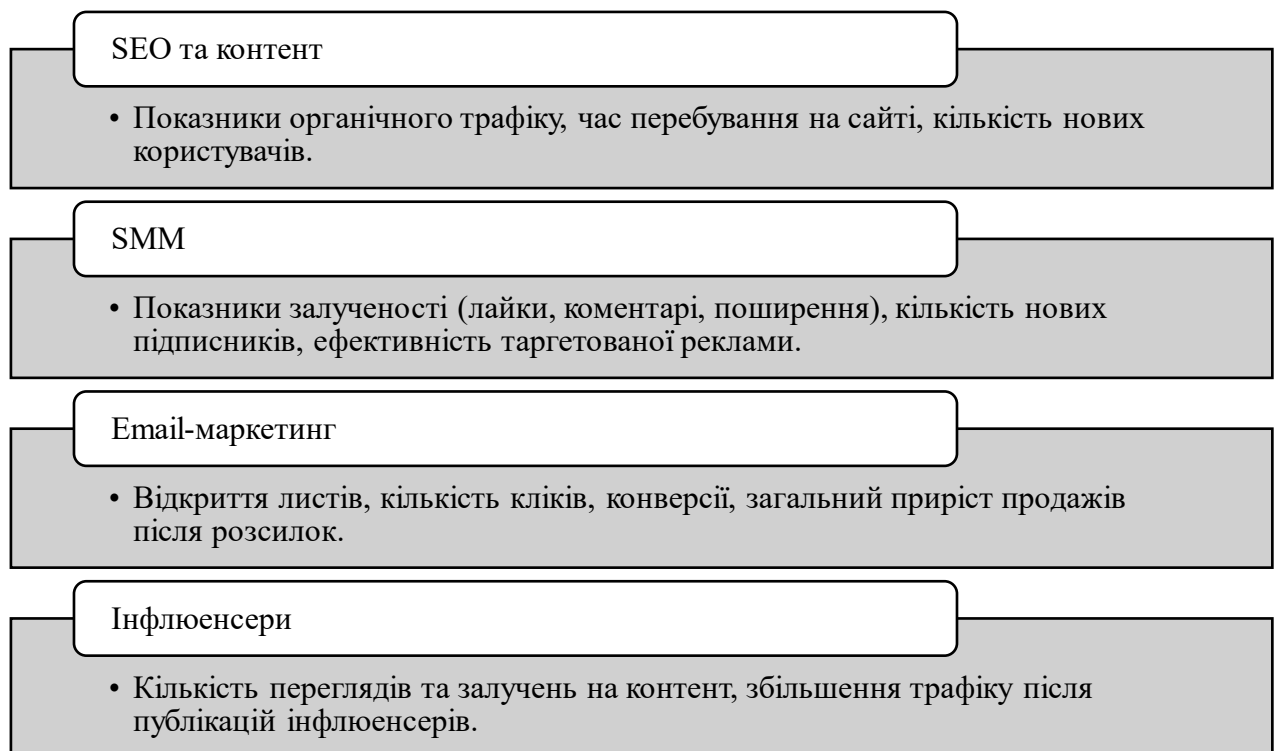 SEO та контент
• Показники органічного трафіку, час перебування на сайті, кількість нових
користувачів.
SMM
• Показники залученості (лайки, коментарі, поширення), кількість нових
підписників, ефективність таргетованої реклами.
Email-маркетинг
• Відкриття листів, кількість кліків, конверсії, загальний приріст продажів
після розсилок.
Інфлюенсери
• Кількість переглядів та залучень на контент, збільшення трафіку після
публікацій інфлюенсерів.